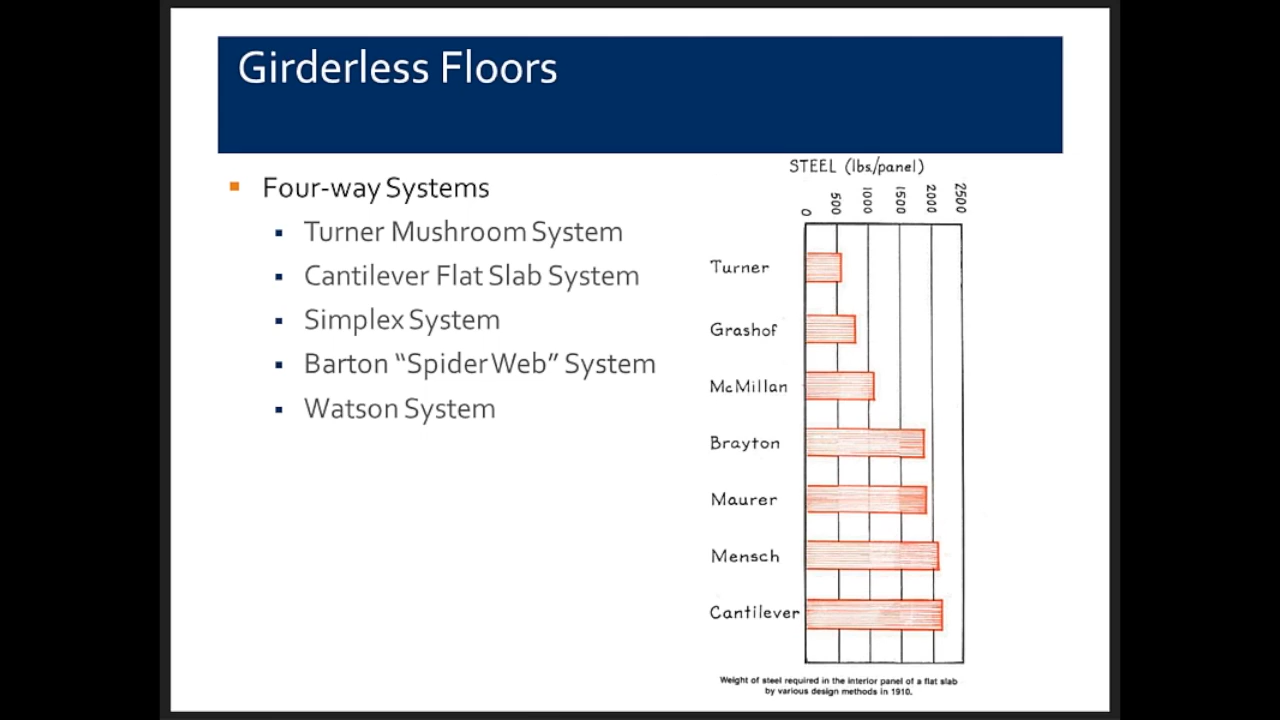 Girderless Floors
Four-way Systems
Turner Mushroom System
Cantilever Flat Slab System
Simplex System
Barton “Spider Web” System
Watson System
STEEL (lbs/panel)
0 500 1000 1500 2000 2500
Turner
Grashof
McMillan
Brayton
Maurer
Mensch
Cantilever
Weight of steel required in the interior panel of a flat slab
by various design methods in 1910.